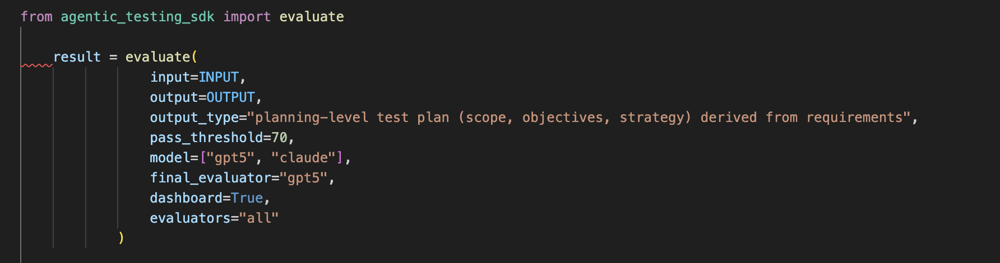 from agentic_testing_sdk import evaluate
result = evaluate(
input=INPUT,
output=OUTPUT,
output_type="planning-level test plan (scope, objectives, strategy) derived from requirements",
pass_threshold=70,
model=["gpt5", "claude"],
final_evaluator="gpt5",
dashboard=True,
evaluators="all"
)